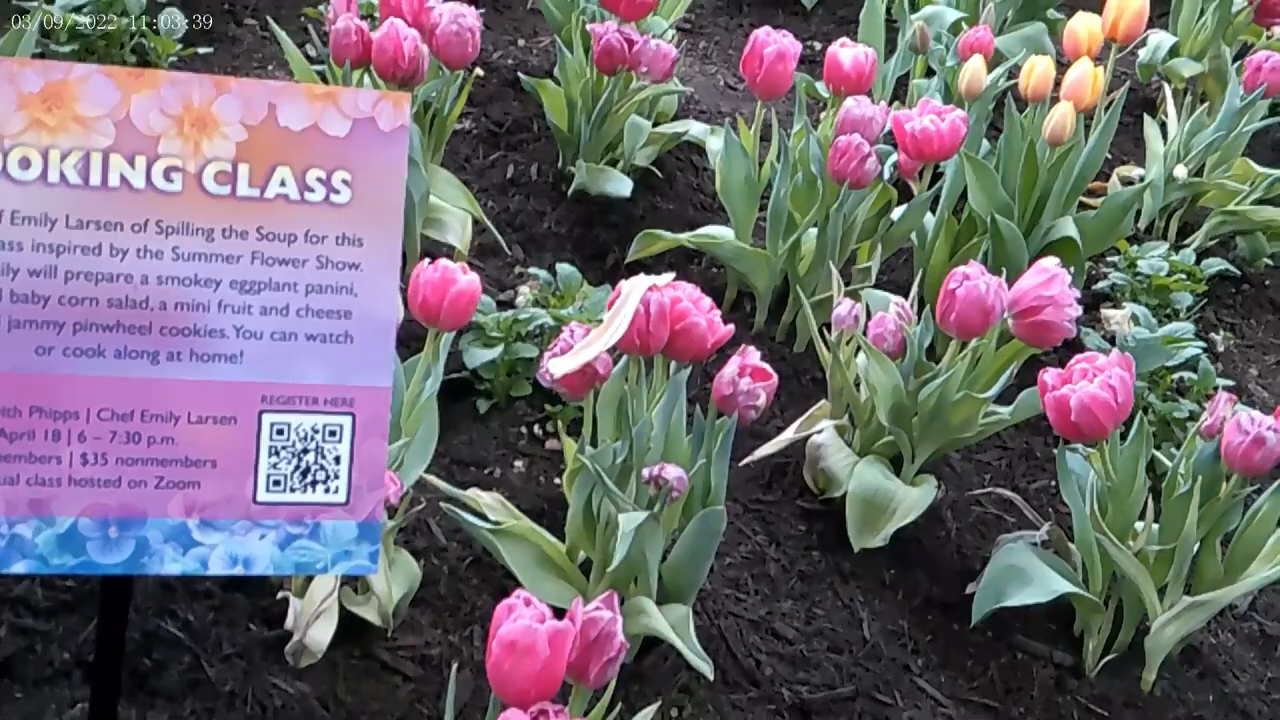 03/09/2022 11:03:39
OOKING CLASS
f Emily Larsen of Spilling the Soup for this
ass inspired by the Summer Flower Show.
ily will prepare a smokey eggplant panini,
baby corn salad, a mini fruit and cheese
jammy pinwheel cookies. You can watch
or cook along at home!
REGISTER HERE
ith Phipps | Chef Emily Larsen
April 18 | 6 – 7:30 p.m.
embers | $35 nonmembers
ual class hosted on Zoom